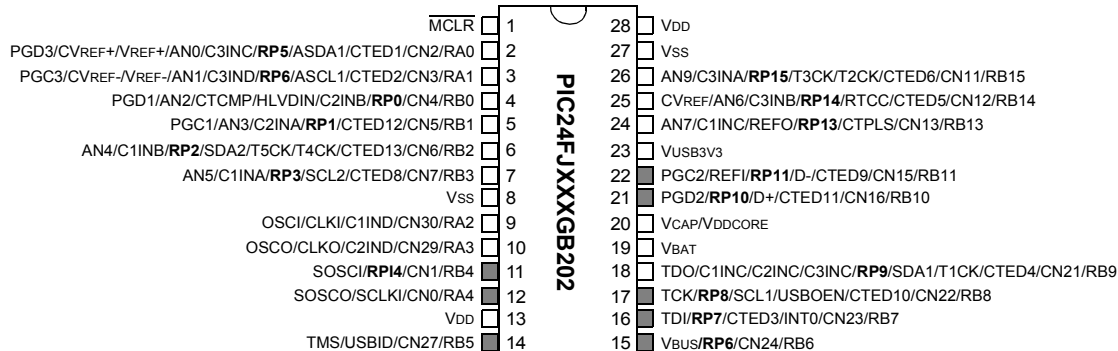 MCLR 1 28 VDD
PGD3/CVREF+/VREF+/AN0/C3INC/RP5/ASDA1/CTED1/CN2/RA0 2 27 VSS
PGC3/CVREF-/VREF-/AN1/C3IND/RP6/ASCL1/CTED2/CN3/RA1 3 26 AN9/C3INA/RP15/T3CK/T2CK/CTED6/CN11/RB15
PGD1/AN2/CTCMP/HLVDIN/C2INB/RP0/CN4/RB0 4 25 CVREF/AN6/C3INB/RP14/RTCC/CTED5/CN12/RB14
PGC1/AN3/C2INA/RP1/CTED12/CN5/RB1 5 24 AN7/C1INC/REFO/RP13/CTPLS/CN13/RB13
AN4/C1INB/RP2/SDA2/T5CK/T4CK/CTED13/CN6/RB2 6 23 VUSB3V3
AN5/C1INA/RP3/SCL2/CTED8/CN7/RB3 7 22 PGC2/REFI/RP11/D-/CTED9/CN15/RB11
VSS 8 21 PGD2/RP10/D+/CTED11/CN16/RB10
OSCI/CLKI/C1IND/CN30/RA2 9 20 VCAP/VDDCORE
OSCO/CLKO/C2IND/CN29/RA3 10 19 VBAT
SOSCI/RPI4/CN1/RB4 11 18 TDO/C1INC/C2INC/C3INC/RP9/SDA1/T1CK/CTED4/CN21/RB9
SOSCO/SCLKI/CN0/RA4 12 17 TCK/RP8/SCL1/USBOEN/CTED10/CN22/RB8
VDD 13 16 TDI/RP7/CTED3/INT0/CN23/RB7
TMS/USBID/CN27/RB5 14 15 VBUS/RP6/CN24/RB6
PIC24FJXXXGB202